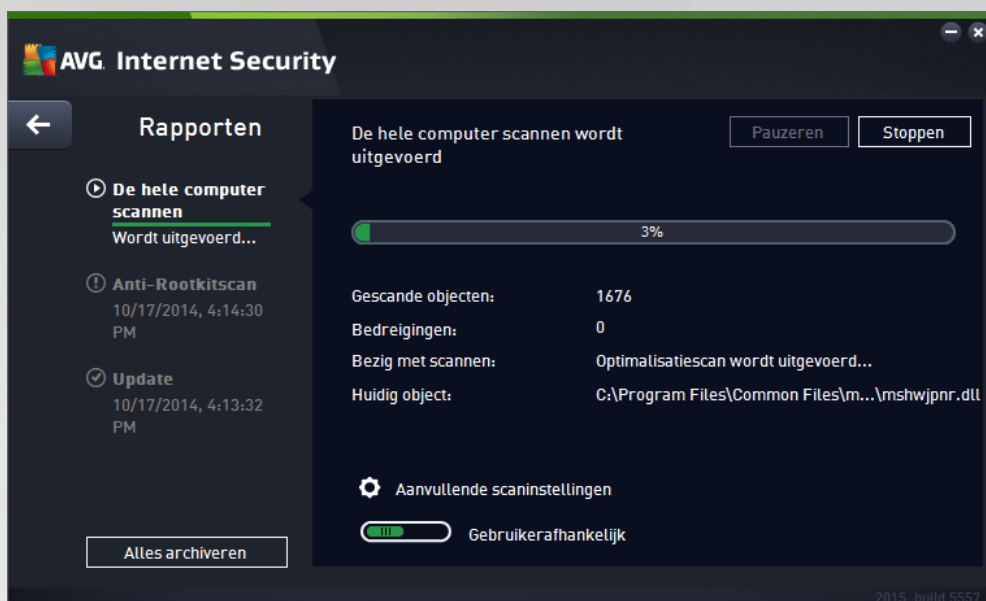 AVG. Internet Security
Rapporten
De hele computer
scannen
Wordt uitgevoerd...
Anti-Rootkitscan
10/17/2014, 4:14:30
PM
Update
10/17/2014, 4:13:32
PM
Alles archiveren
De hele computer scannen wordt
uitgevoerd
Pauzeren
Stoppen
3%
Gescande objecten: 1676
Bedreigingen: 0
Bezig met scannen: Optimalisatiescan wordt uitgevoerd...
Huidig object: C:\Program Files\Common Files\m...\mshwjpnr.dll
Aanvullende scaninstellingen
Gebruikerafhankelijk
2015, build 5557